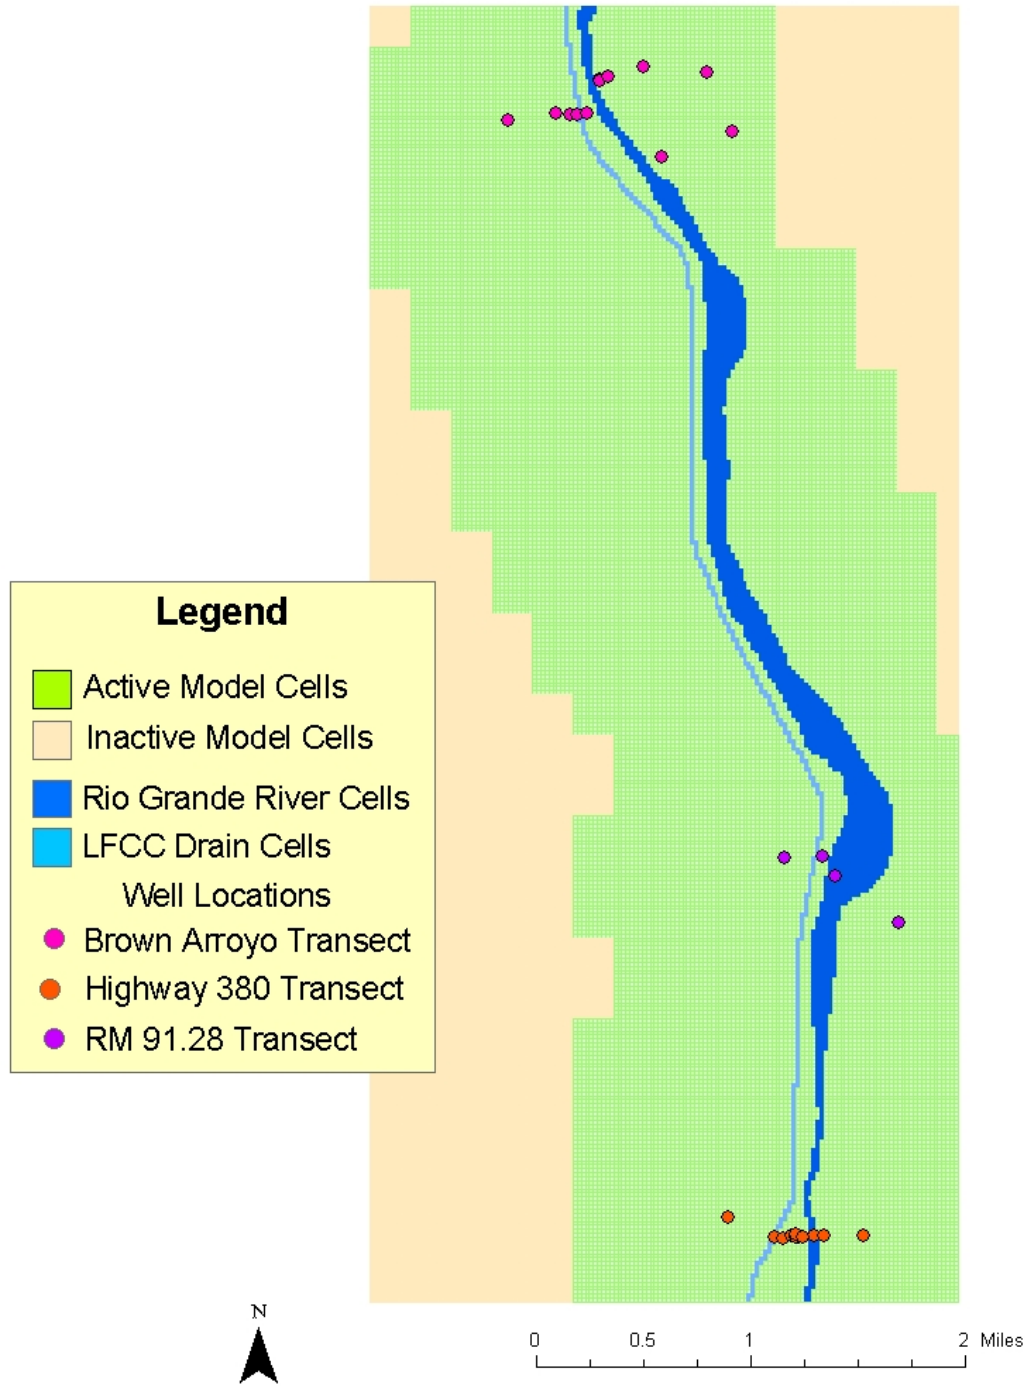 Legend
Active Model Cells
Inactive Model Cells
Rio Grande River Cells
LFCC Drain Cells
Well Locations
Brown Arroyo Transect
Highway 380 Transect
RM 91.28 Transect
N
0 0.5 1 2 Miles